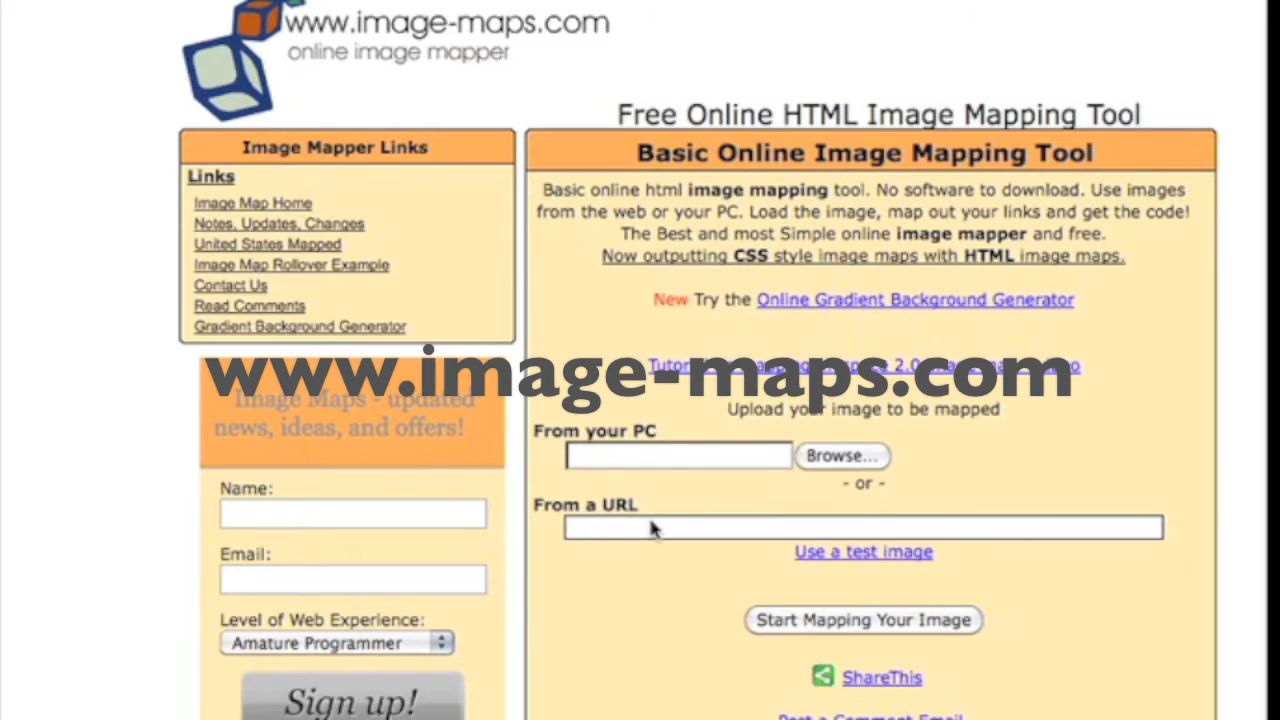 www.image-maps.com
online image mapper
Free Online HTML Image Mapping Tool
Image Mapper Links
Links
Image Map Home
Notes, Updates, Changes
United States Mapped
Image Map Rollover Example
Contact Us
Read Comments
Gradient Background Generator
Basic Online Image Mapping Tool
Basic online html image mapping tool. No software to download. Use images
from the web or your PC. Load the image, map out your links and get the code!
The Best and most Simple online image mapper and free.
Now outputting CSS style image maps with HTML image maps.
New Try the Online Gradient Background Generator
www.image-maps.com
Image Maps - updated
news, ideas, and offers!
Name:
Email:
Level of Web Experience:
Amature Programmer
Sign up!
Upload your image to be mapped
From your PC
Browse...
- or -
From a URL
Use a test image
Start Mapping Your Image
ShareThis
Post a Comment Email